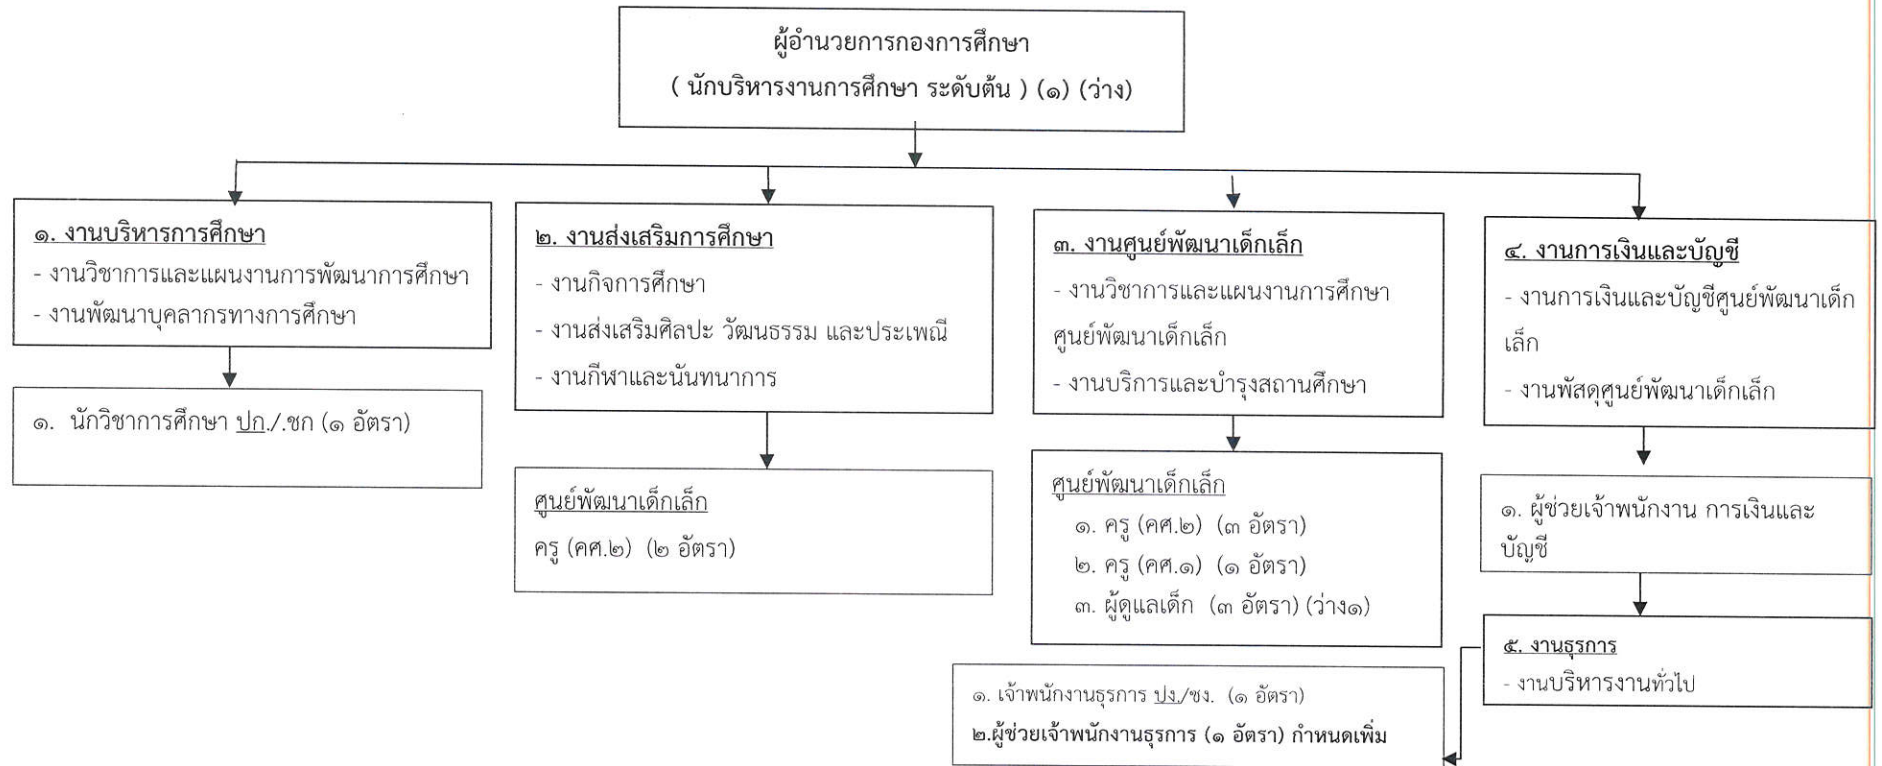 ผู้อำนวยการกองการศึกษา
( นักบริหารงานการศึกษา ระดับต้น ) (๑) (ว่าง)
๑. งานบริหารการศึกษา
- งานวิชาการและแผนงานการพัฒนาการศึกษา
- งานพัฒนาบุคลากรทางการศึกษา
๑. นักวิชาการศึกษา ปก./.ชก (๑ อัตรา)
๒. งานส่งเสริมการศึกษา
- งานกิจการศึกษา
- งานส่งเสริมศิลปะ วัฒนธรรม และประเพณี
- งานกีฬาและนันทนาการ
ศูนย์พัฒนาเด็กเล็ก
ครู (คศ.๒) (๒ อัตรา)
๓. งานศูนย์พัฒนาเด็กเล็ก
- งานวิชาการและแผนงานการศึกษา
ศูนย์พัฒนาเด็กเล็ก
- งานบริการและบำรุงสถานศึกษา
ศูนย์พัฒนาเด็กเล็ก
๑. ครู (คศ.๒) (๓ อัตรา)
๒. ครู (คศ.๑) (๑ อัตรา)
๓. ผู้ดูแลเด็ก (๓ อัตรา) (ว่าง๑)
๔. งานการเงินและบัญชี
- งานการเงินและบัญชีศูนย์พัฒนาเด็ก
เล็ก
- งานพัสดุศูนย์พัฒนาเด็กเล็ก
๑. ผู้ช่วยเจ้าพนักงาน การเงินและ
บัญชี
๕. งานธุรการ
- งานบริหารงานทั่วไป
๑. เจ้าพนักงานธุรการ ปง./ชง. (๑ อัตรา)
๒.ผู้ช่วยเจ้าพนักงานธุรการ (๑ อัตรา) กำหนดเพิ่ม